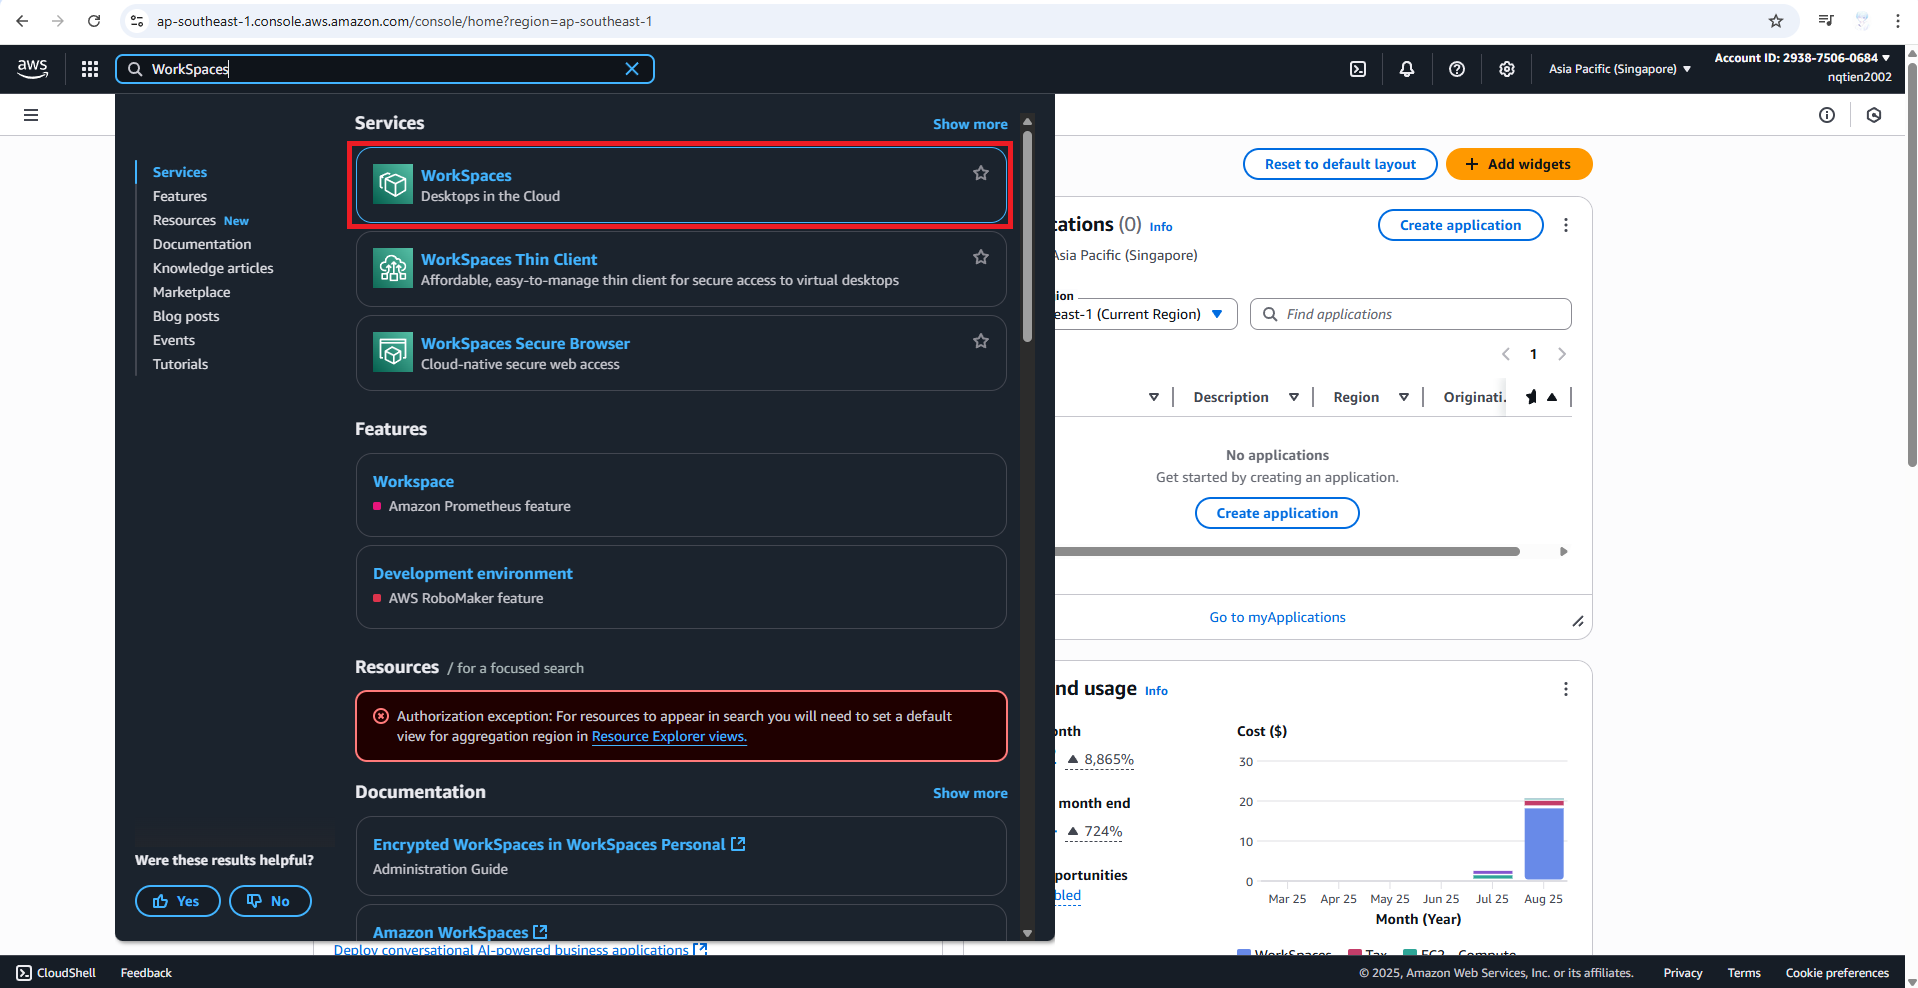 ap-southeast-1.console.aws.amazon.com/console/home?region=ap-southeast-1
aws
WorkSpaces
Asia Pacific (Singapore)
Account ID: 2938-7506-0684
nqtien2002
Services
Features
Resources New
Documentation
Knowledge articles
Marketplace
Blog posts
Events
Tutorials
Were these results helpful?
Yes
No
Services
Show more
WorkSpaces
Desktops in the Cloud
WorkSpaces Thin Client
Affordable, easy-to-manage thin client for secure access to virtual desktops
WorkSpaces Secure Browser
Cloud-native secure web access
Features
Workspace
Amazon Prometheus feature
Development environment
AWS RoboMaker feature
Resources / for a focused search
Authorization exception: For resources to appear in search you will need to set a default
view for aggregation region in Resource Explorer views.
Documentation
Show more
Encrypted WorkSpaces in WorkSpaces Personal
Administration Guide
Amazon WorkSpaces
Deploy conversational AI-powered business applications
Reset to default layout
+ Add widgets
cations (0) Info
Create application
Asia Pacific (Singapore)
ion
east-1 (Current Region)
Find applications
1
Description
Region
Originati.
No applications
Get started by creating an application.
Create application
Go to myApplications
nd usage Info
onth
8,865%
month end
724%
portunities
bled
Cost ($)
30
20
10
0
Mar 25
Apr 25
May 25
Jun 25
Jul 25
Aug 25
Month (Year)
WorkSpaces
Tax
EC2 - Compute
CloudShell
Feedback
© 2025, Amazon Web Services, Inc. or its affiliates.
Privacy
Terms
Cookie preferences